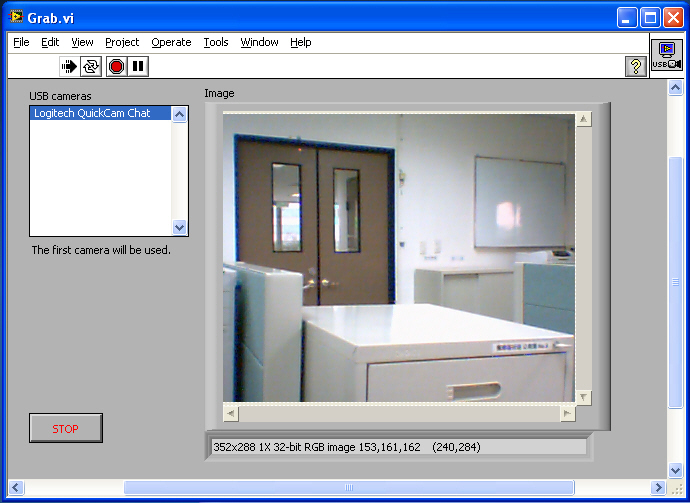 Grab.vi
File Edit View Project Operate Tools Window Help
?
USB
USB cameras
Image
Logitech QuickCam Chat
The first camera will be used.
STOP
352x288 1X 32-bit RGB image 153,161,162 (240,284)